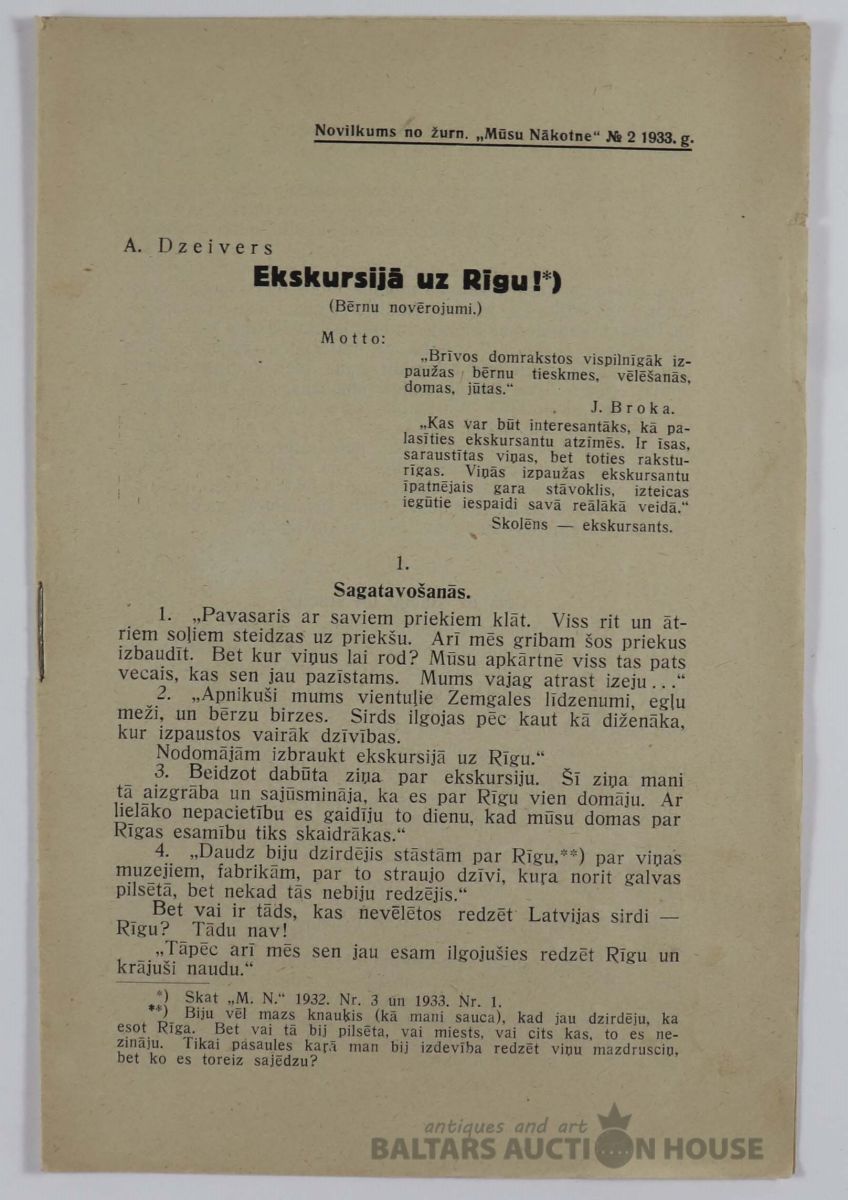 Novilkums no žurn. „Mūsu Nākotne“ № 2 1933. g.
A. Dzeivers
Ekskursijā uz Rīgu!*)
(Bērnu novērojumi.)
Motto:
„Brīvos domrakstos vispilnīgāk iz-
paužas bērnu tieskmes, vēlēšanās,
domas, jūtas.“
J. Broka.
„Kas var būt interesantāks, kā pa-
lasīties ekskursantu atzīmēs. Ir īsas,
saraustītas viņas, bet toties rakstu-
rīgas. Viņās izpaužas ekskursantu
īpatnējais gara stāvoklis, izteicas
iegūtie iespaidi savā reālākā veidā.“
Skolēns — ekskursants.
1.
Sagatavošanās.
1. „Pavasaris ar saviem priekiem klāt. Viss rit un āt-
riem soļiem steidzas uz priekšu. Arī mēs gribam šos priekus
izbaudīt. Bet kur viņus lai rod? Mūsu apkārtnē viss tas pats
vecais, kas sen jau pazīstams. Mums vajag atrast izeju...“
2. „Apnikuši mums vientuļie Zemgales līdzenumi, egļu
meži, un bērzu birzes. Sirds ilgojas pēc kaut kā diženāka,
kur izpaustos vairāk dzīvības.
Nodomājām izbraukt ekskursijā uz Rīgu.“
3. Beidzot dabūta ziņa par ekskursiju. Šī ziņa mani
tā aizgrāba un sajūsmināja, ka es par Rīgu vien domāju. Ar
lielāko nepacietību es gaidīju to dienu, kad mūsu domas par
Rīgas esamību tiks skaidrākas.“
4. „Daudz biju dzirdējis stāstām par Rīgu,**) par viņas
muzejiem, fabrikām, par to straujo dzīvi, kuŗa norit galvas
pilsētā, bet nekad tās nebiju redzējis.“
Bet vai ir tāds, kas nevēlētos redzēt Latvijas sirdi —
Rīgu? Tādu nav!
„Tāpēc arī mēs sen jau esam ilgojušies redzēt Rīgu un
krājuši naudu.“
*) Skat „M. N.“ 1932. Nr. 3 un 1933. Nr. 1.
**) Biju vēl mazs knauķis (kā mani sauca), kad jau dzirdēju, ka
esot Rīga. Bet vai tā bij pilsēta, vai miests, vai cits kas, to es ne-
zināju. Tikai pasaules kaŗā man bij izdevība redzēt viņu mazdrusciņ,
bet ko es toreiz sajēdzu?
antiques and art
BALTARS AUCTION HOUSE